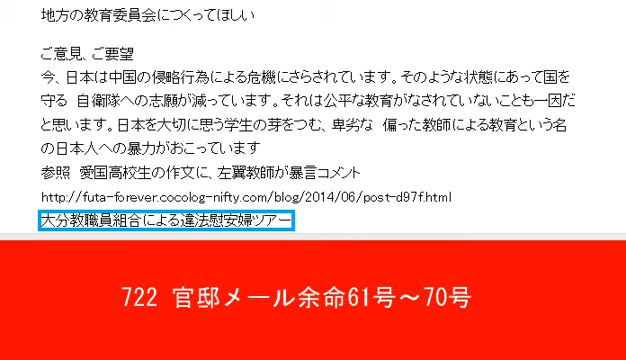 地方の教育委員会につくってほしい
ご意見、ご要望
今、日本は中国の侵略行為による危機にさらされています。そのような状態にあって国を
守る 自衛隊への志願が減っています。それは公平な教育がなされていないことも一因だ
と思います。日本を大切に思う学生の芽をつむ、卑劣な 偏った教師による教育という名
の日本人への暴力がおこっています
参照 愛国高校生の作文に、左翼教師が暴言コメント
http://futa-forever.cocolog-nifty.com/blog/2014/06/post-d97f.html
大分教職員組合による違法慰安婦ツアー
722 官邸メール余命61号～70号